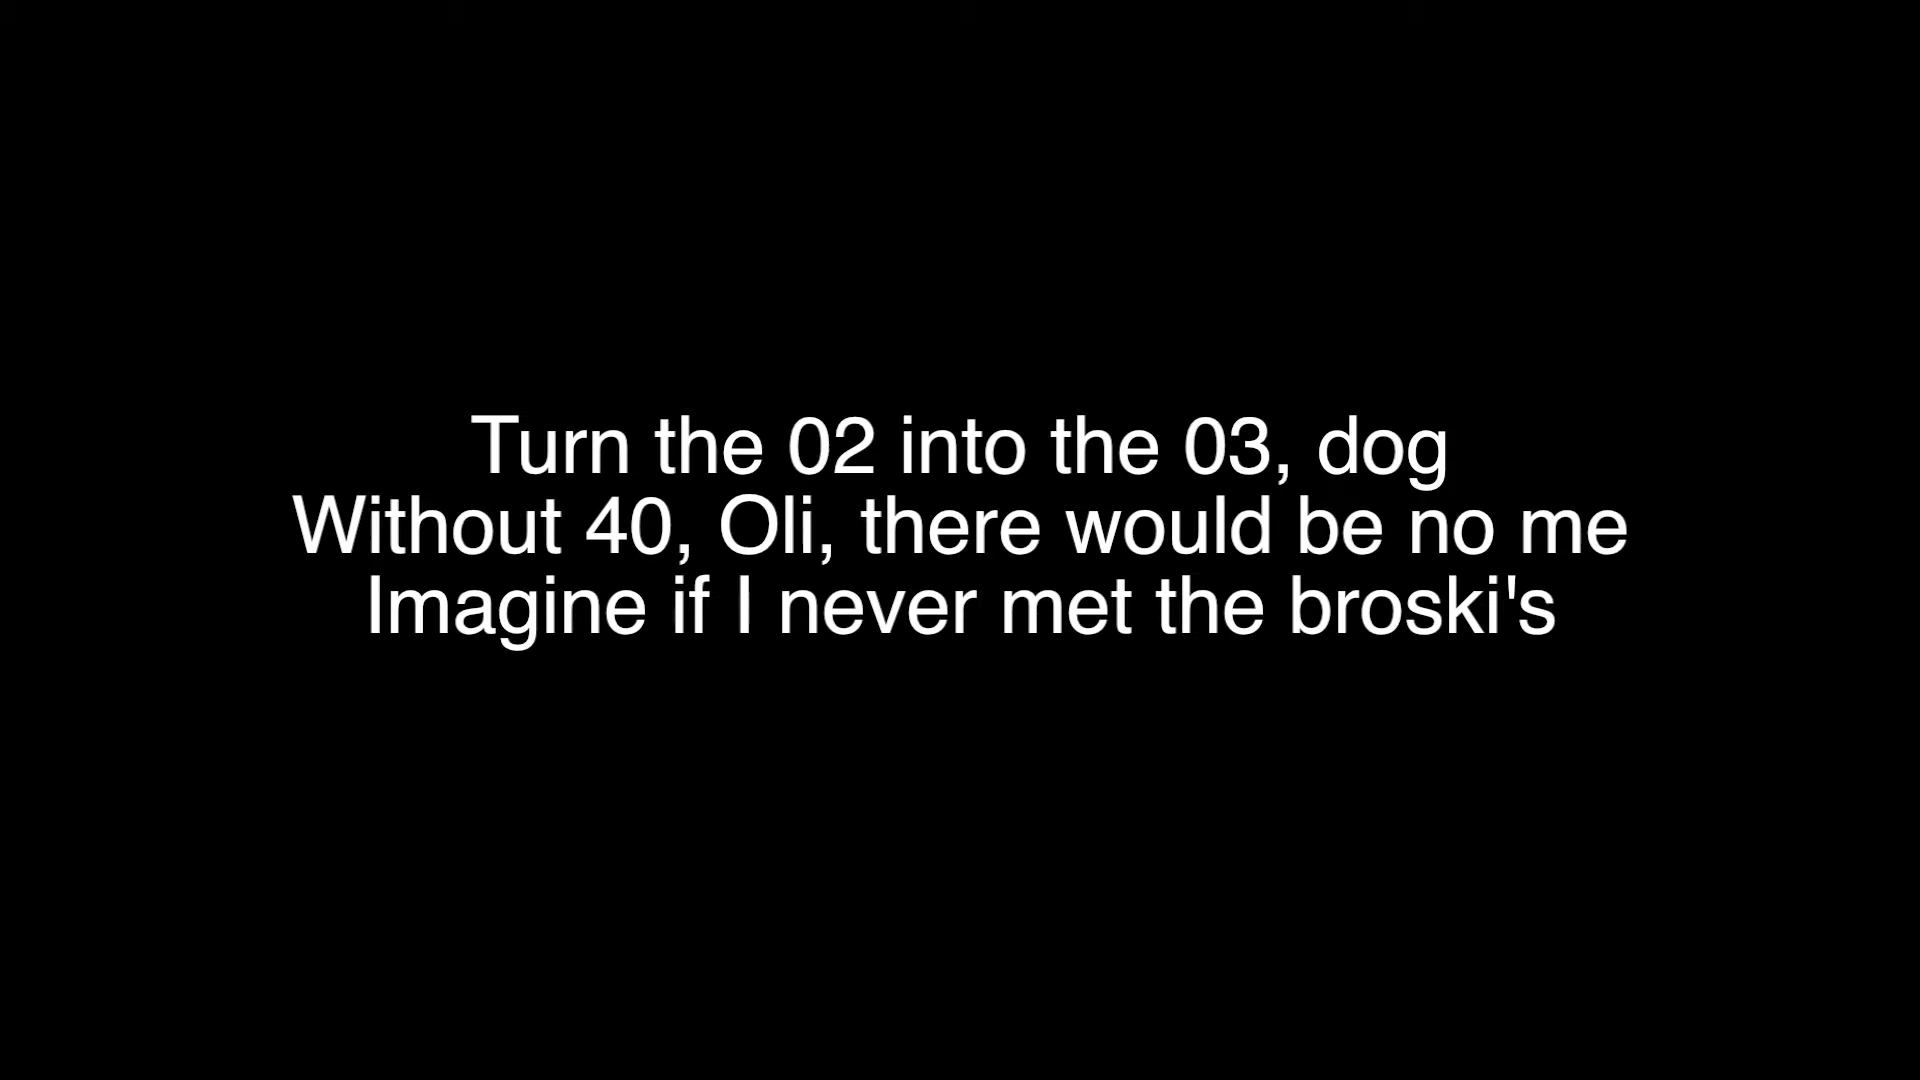 Turn the 02 into the 03, dog
Without 40, Oli, there would be no me
Imagine if I never met the broski's